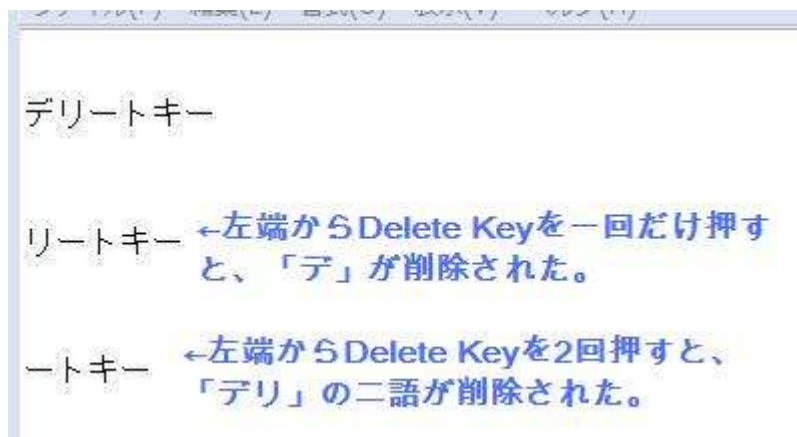 デリートキー
リートキー ←左端からDelete Keyを一回だけ押す
と、「デ」が削除された。
ートキー ←左端からDelete Keyを2回押すと、
「デリ」の二語が削除された。